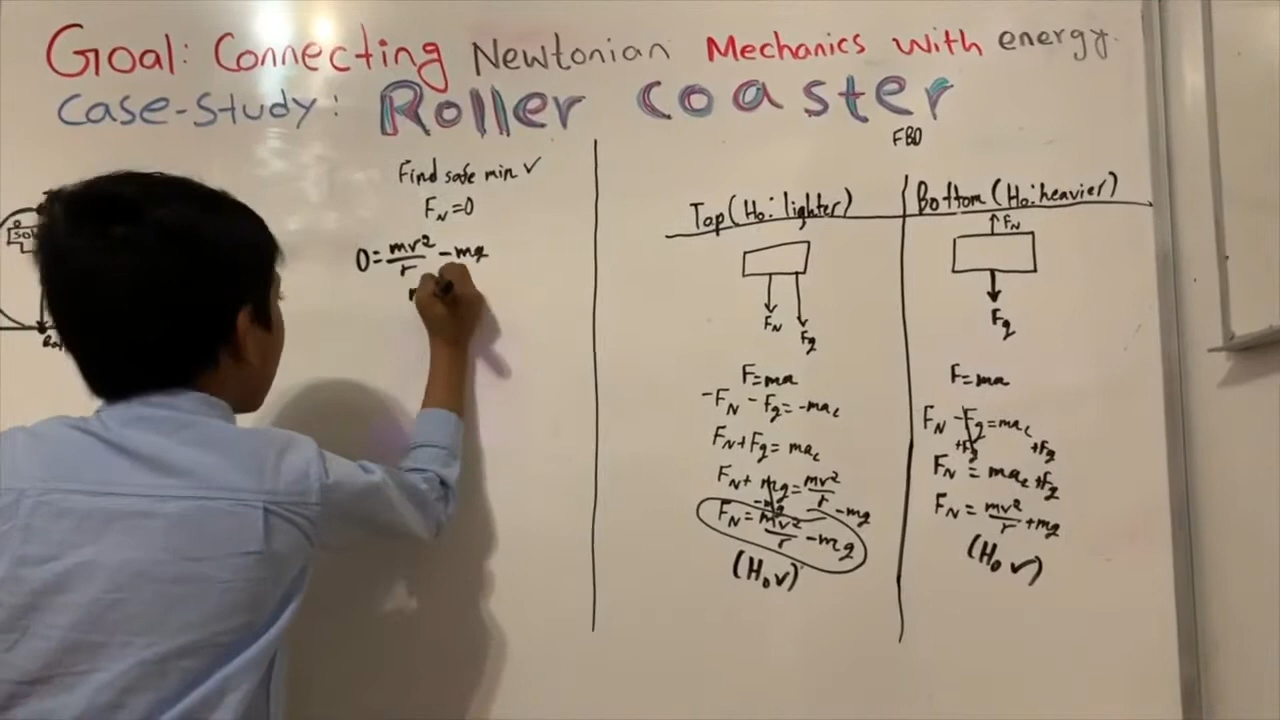 Goal: Connecting Newtonian Mechanics with energy.
Case-Study: Roller coaster
FBD
Find safe min v
F_N=0
0=mv²/r -mg
Top (H₀: lighter)
F_N
F_g
F=ma
-F_N - F_g = -ma_c
F_N+F_g = ma_c
F_N + mg = mv²/r
-mg -mg
F_N = mv²/r - mg
(H₀ ✓)
Bottom (H₀: heavier)
F_N
F_g
F=ma
F_N - F_g = ma_c
+F_g +F_g
F_N = ma_c + F_g
F_N = mv²/r + mg
(H₀ ✓)